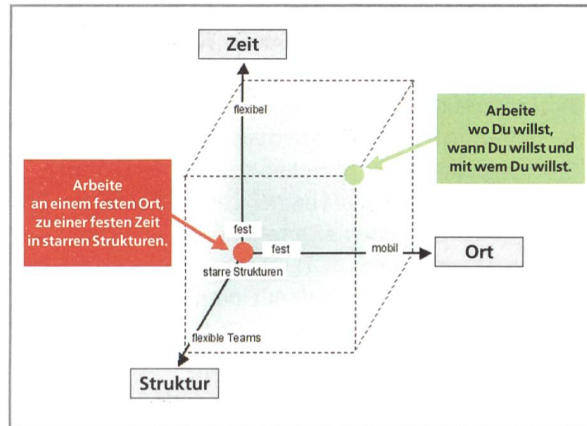 Zeit
flexibel
Arbeite
wo Du willst,
wann Du willst und
mit wem Du willst.
Arbeite
an einem festen Ort,
zu einer festen Zeit
in starren Strukturen.
fest
fest
mobil
Ort
starre Strukturen
flexible Teams
Struktur